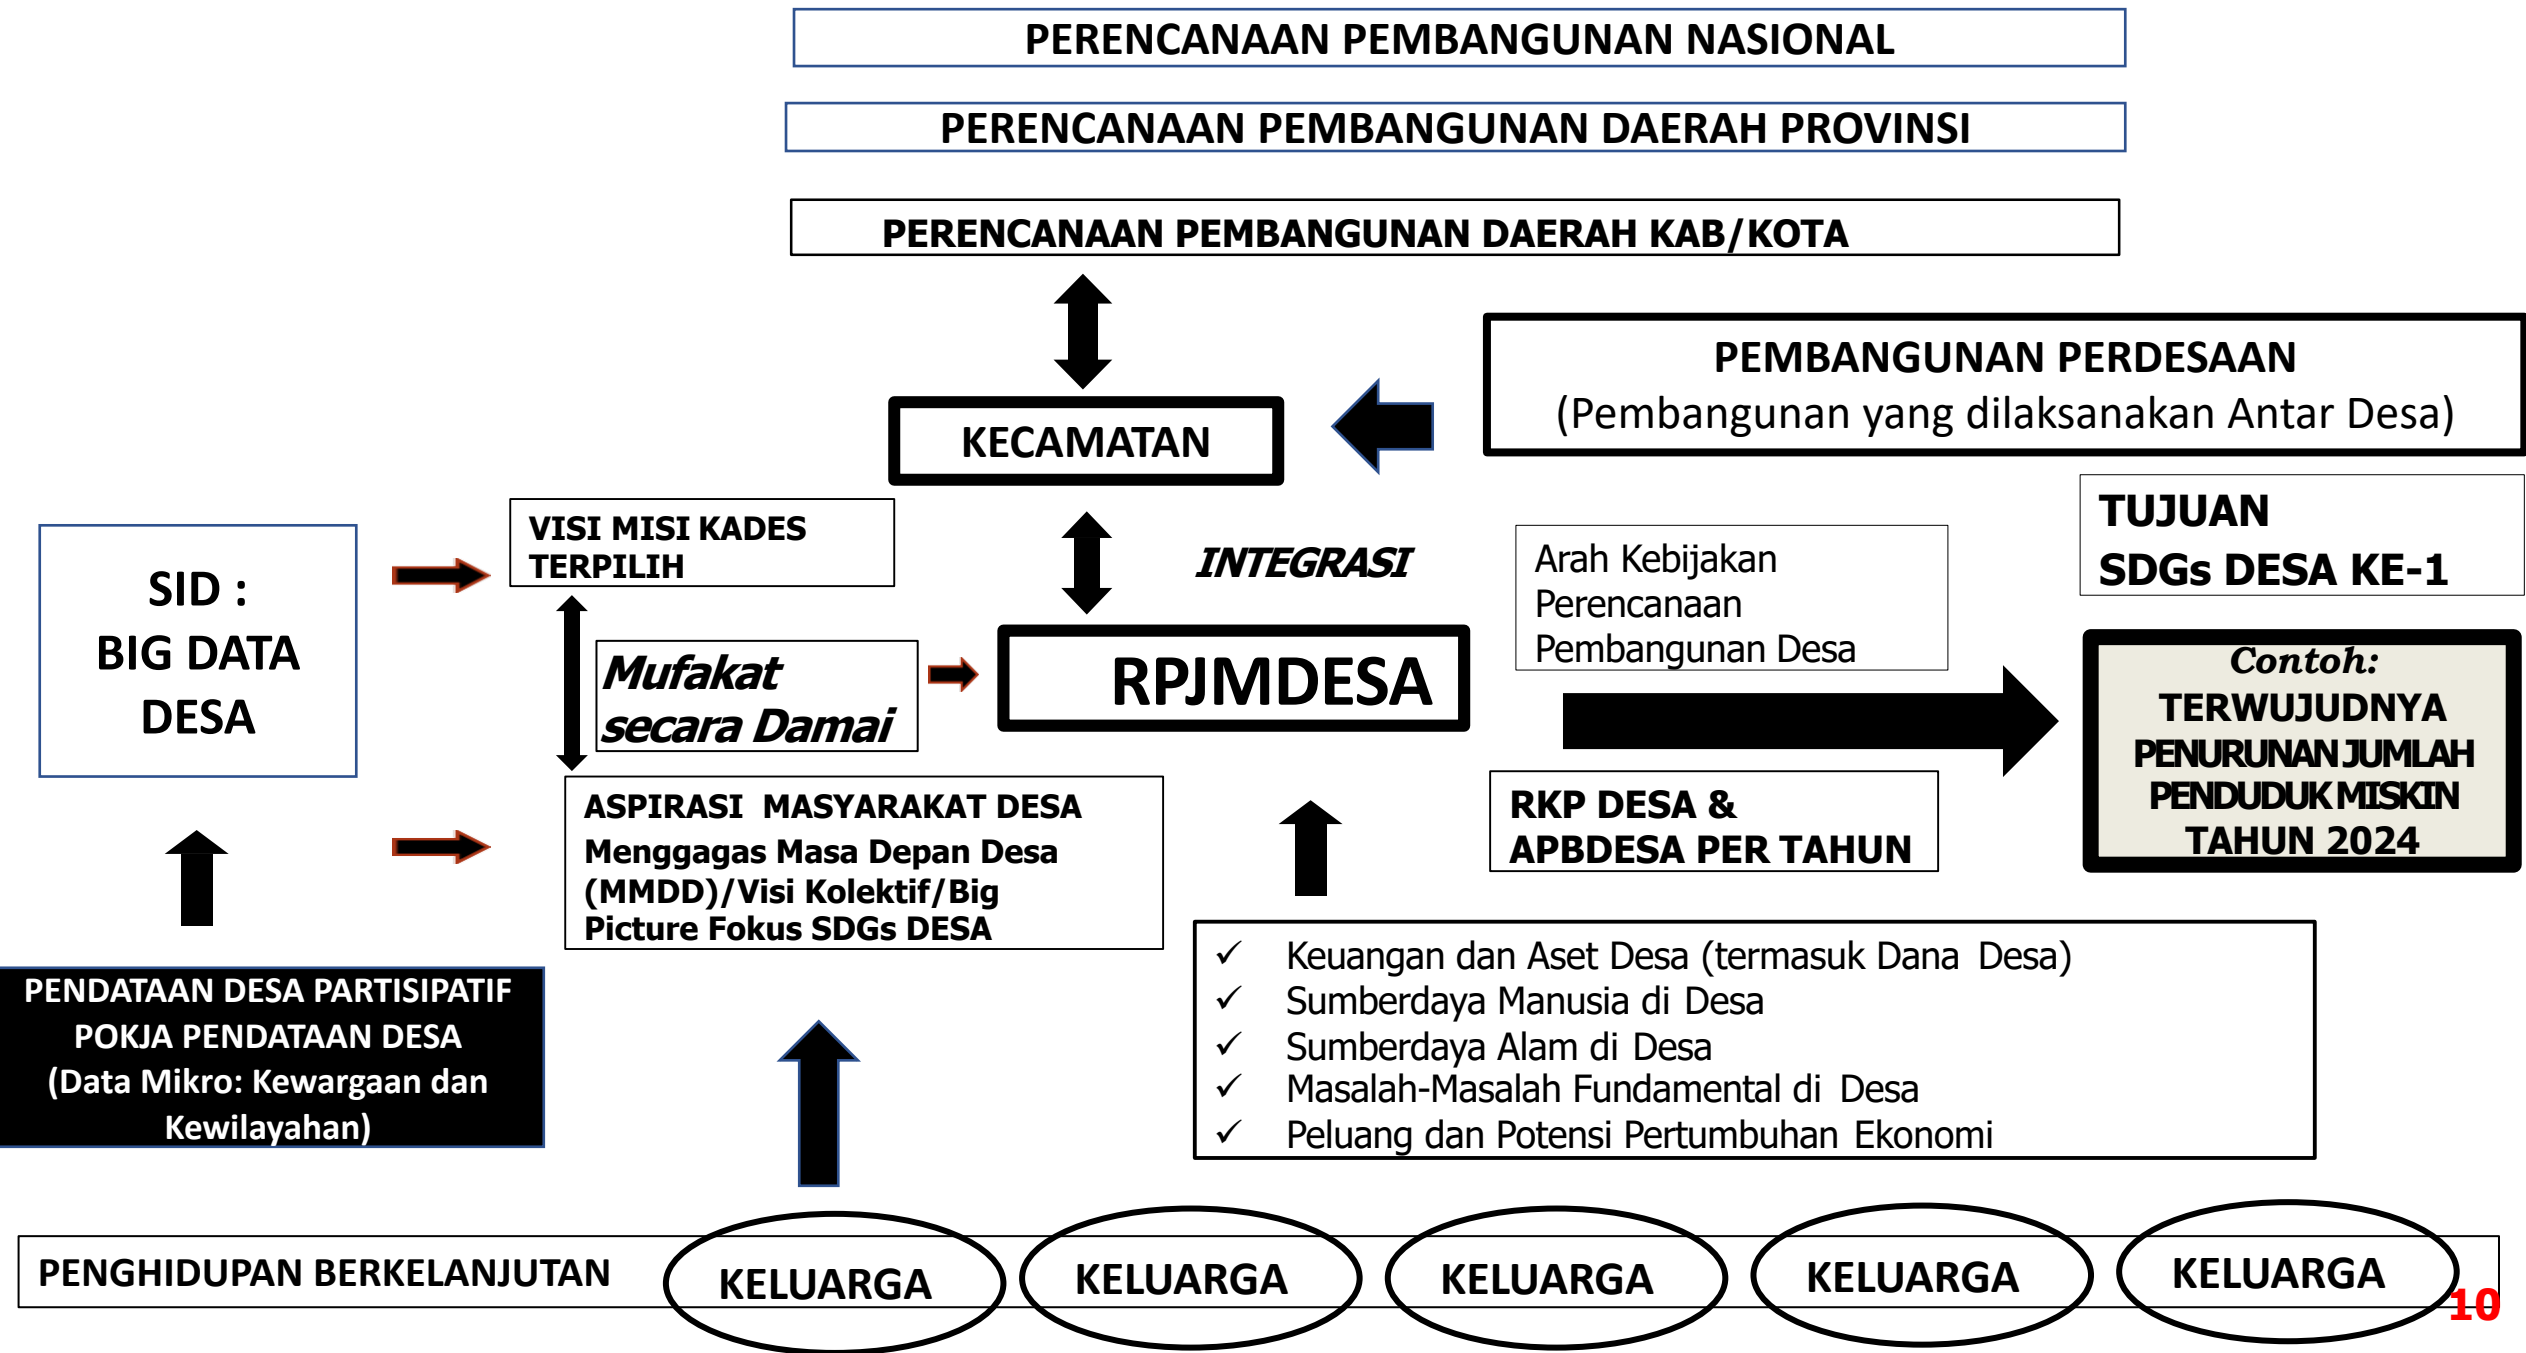 PERENCANAAN PEMBANGUNAN NASIONAL
PERENCANAAN PEMBANGUNAN DAERAH PROVINSI
PERENCANAAN PEMBANGUNAN DAERAH KAB/KOTA
PEMBANGUNAN PERDESAAN
(Pembangunan yang dilaksanakan Antar Desa)
KECAMATAN
SID :
BIG DATA
DESA
VISI MISI KADES
TERPILIH
INTEGRASI
Arah Kebijakan
Perencanaan
Pembangunan Desa
TUJUAN
SDGs DESA KE-1
Mufakat
secara Damai
RPJMDESA
Contoh:
TERWUJUDNYA
PENURUNAN JUMLAH
PENDUDUK MISKIN
TAHUN 2024
ASPIRASI MASYARAKAT DESA
Menggagas Masa Depan Desa
(MMDD)/Visi Kolektif/Big
Picture Fokus SDGs DESA
RKP DESA &
APBDESA PER TAHUN
PENDATAAN DESA PARTISIPATIF
POKJA PENDATAAN DESA
(Data Mikro: Kewargaan dan
Kewilayahan)
✓ Keuangan dan Aset Desa (termasuk Dana Desa)
✓ Sumberdaya Manusia di Desa
✓ Sumberdaya Alam di Desa
✓ Masalah-Masalah Fundamental di Desa
✓ Peluang dan Potensi Pertumbuhan Ekonomi
PENGHIDUPAN BERKELANJUTAN
KELUARGA
KELUARGA
KELUARGA
KELUARGA
KELUARGA
10